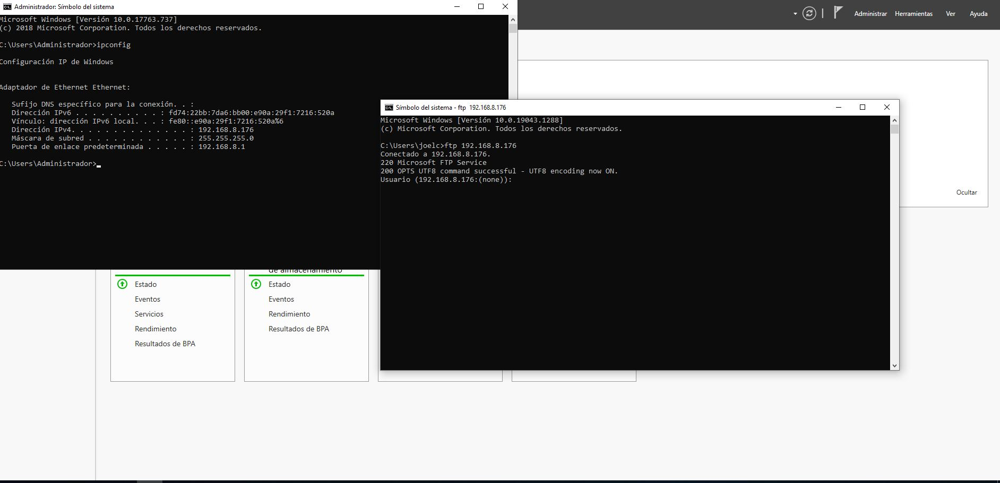 Administrador: Símbolo del sistema
Microsoft Windows [Versión 10.0.17763.737]
(c) 2018 Microsoft Corporation. Todos los derechos reservados.
C:\Users\Administrador>ipconfig
Configuración IP de Windows
Adaptador de Ethernet Ethernet:
Sufijo DNS específico para la conexión. . :
Dirección IPv6 . . . . . . . . . . : fd74:22bb:7da6:bb00:e90a:29f1:7216:520a
Vínculo: dirección IPv6 local. . . : fe80::e90a:29f1:7216:520a%6
Dirección IPv4. . . . . . . . . . . . . . : 192.168.8.176
Máscara de subred . . . . . . . . . . . . : 255.255.255.0
Puerta de enlace predeterminada . . . . . : 192.168.8.1
C:\Users\Administrador>
Administrar Herramientas Ver Ayuda
Símbolo del sistema - ftp 192.168.8.176
Microsoft Windows [Versión 10.0.19043.1288]
(c) Microsoft Corporation. Todos los derechos reservados.
C:\Users\joelc>ftp 192.168.8.176
Conectado a 192.168.8.176.
220 Microsoft FTP Service
200 OPTS UTF8 command successful - UTF8 encoding now ON.
Usuario (192.168.8.176:(none)):
Ocultar
Estado
Eventos
Servicios
Rendimiento
Resultados de BPA
de almacenamiento
Estado
Eventos
Rendimiento
Resultados de BPA